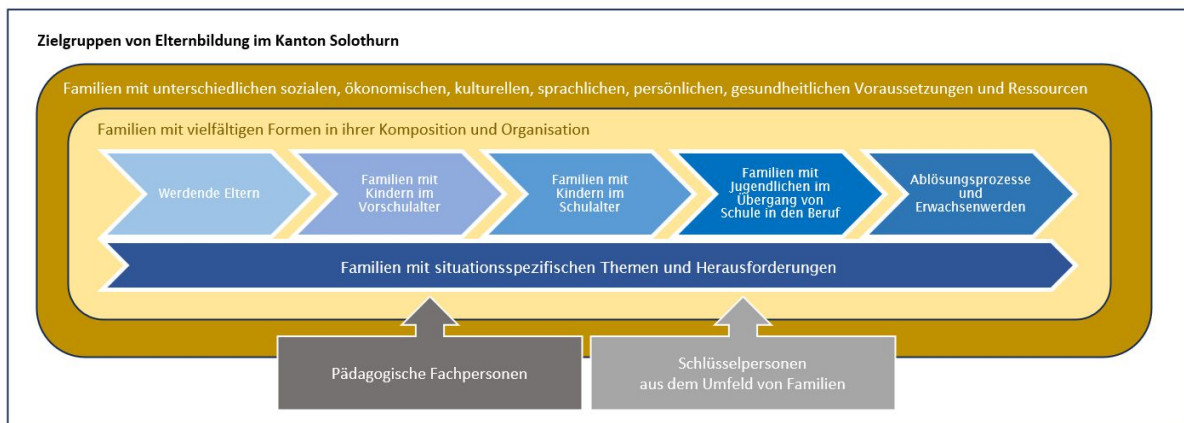 Zielgruppen von Elternbildung im Kanton Solothurn
Familien mit unterschiedlichen sozialen, ökonomischen, kulturellen, sprachlichen, persönlichen, gesundheitlichen Voraussetzungen und Ressourcen
Familien mit vielfältigen Formen in ihrer Komposition und Organisation
Werdende Eltern
Familien mit
Kindern im
Vorschulalter
Familien mit
Kindern im
Schulalter
Familien mit
Jugendlichen im
Übergang von
Schule in den Beruf
Ablösungsprozesse
und
Erwachsenwerden
Familien mit situationsspezifischen Themen und Herausforderungen
Pädagogische Fachpersonen
Schlüsselpersonen
aus dem Umfeld von Familien